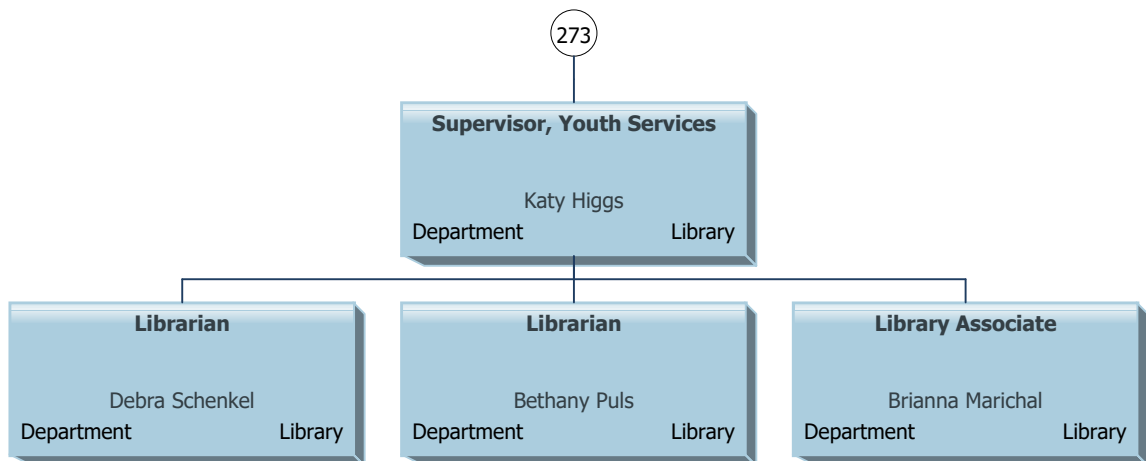 273
Supervisor, Youth Services
Katy Higgs
Department Library
Librarian
Debra Schenkel
Department Library
Librarian
Bethany Puls
Department Library
Library Associate
Brianna Marichal
Department Library